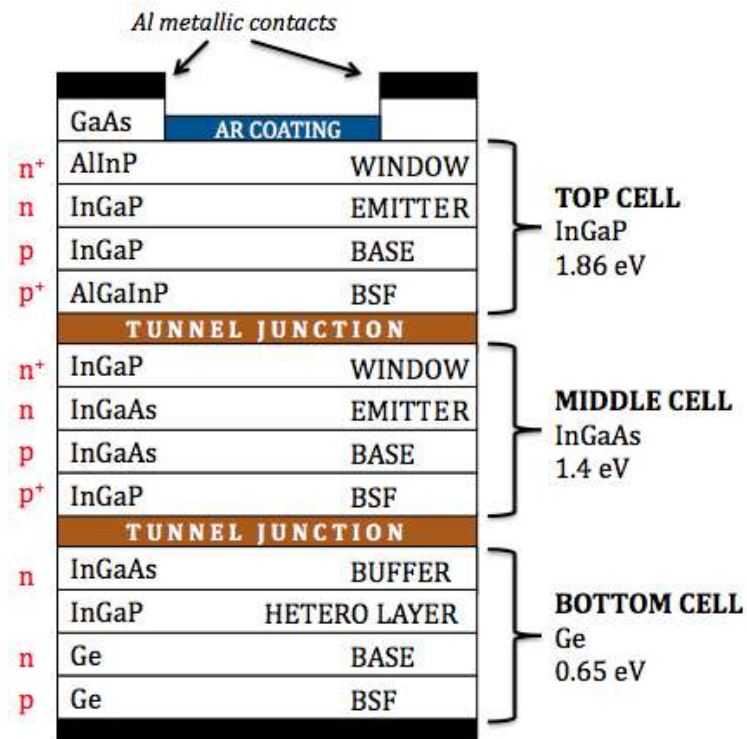 Al metallic contacts
GaAs AR COATING
n⁺ AlInP WINDOW
n InGaP EMITTER
p InGaP BASE
p⁺ AlGaInP BSF
TOP CELL
InGaP
1.86 eV
TUNNEL JUNCTION
n⁺ InGaP WINDOW
n InGaAs EMITTER
p InGaAs BASE
p⁺ InGaP BSF
MIDDLE CELL
InGaAs
1.4 eV
TUNNEL JUNCTION
n InGaAs BUFFER
InGaP HETERO LAYER
n Ge BASE
p Ge BSF
BOTTOM CELL
Ge
0.65 eV